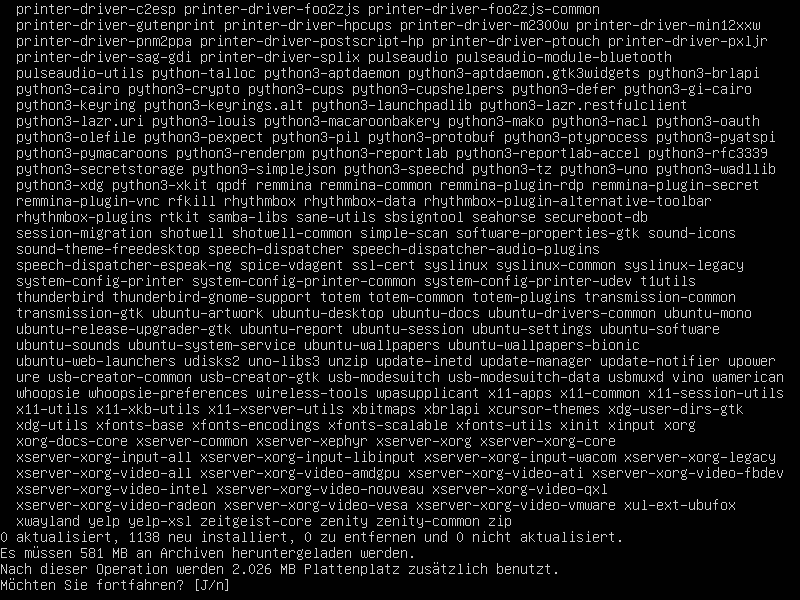 printer-driver-c2esp printer-driver-foo2zjs printer-driver-foo2zjs-common
printer-driver-gutenprint printer-driver-hpcups printer-driver-m2300w printer-driver-min12xxw
printer-driver-pnm2ppa printer-driver-postscript-hp printer-driver-ptouch printer-driver-pxljr
printer-driver-sag-gdi printer-driver-splix pulseaudio pulseaudio-module-bluetooth
pulseaudio-utils python-talloc python3-aptdaemon python3-aptdaemon.gtk3widgets python3-brlapi
python3-cairo python3-crypto python3-cups python3-cupshelpers python3-defer python3-gi-cairo
python3-keyring python3-keyrings.alt python3-launchpadlib python3-lazr.restfulclient
python3-lazr.uri python3-louis python3-macaroonbakery python3-mako python3-nacl python3-oauth
python3-olefile python3-pexpect python3-pil python3-protobuf python3-ptyprocess python3-pyatspi
python3-pymacaroons python3-renderpm python3-reportlab python3-reportlab-accel python3-rfc3339
python3-secretstorage python3-simplejson python3-speechd python3-tz python3-uno python3-wadllib
python3-xdg python3-xkit qpdf remmina remmina-common remmina-plugin-rdp remmina-plugin-secret
remmina-plugin-vnc rfkill rhythmbox rhythmbox-data rhythmbox-plugin-alternative-toolbar
rhythmbox-plugins rtkit samba-libs sane-utils sbsigntool seahorse secureboot-db
session-migration shotwell shotwell-common simple-scan software-properties-gtk sound-icons
sound-theme-freedesktop speech-dispatcher speech-dispatcher-audio-plugins
speech-dispatcher-espeak-ng spice-vdagent ssl-cert syslinux syslinux-common syslinux-legacy
system-config-printer system-config-printer-common system-config-printer-udev t1utils
thunderbird thunderbird-gnome-support totem totem-common totem-plugins transmission-common
transmission-gtk ubuntu-artwork ubuntu-desktop ubuntu-docs ubuntu-drivers-common ubuntu-mono
ubuntu-release-upgrader-gtk ubuntu-report ubuntu-session ubuntu-settings ubuntu-software
ubuntu-sounds ubuntu-system-service ubuntu-wallpapers ubuntu-wallpapers-bionic
ubuntu-web-launchers udisks2 uno-libs3 unzip update-inetd update-manager update-notifier upower
ure usb-creator-common usb-creator-gtk usb-modeswitch usb-modeswitch-data usbmuxd vino wamerican
whoopsie whoopsie-preferences wireless-tools wpasupplicant x11-apps x11-common x11-session-utils
x11-utils x11-xkb-utils x11-xserver-utils xbitmaps xbrlapi xcursor-themes xdg-user-dirs-gtk
xdg-utils xfonts-base xfonts-encodings xfonts-scalable xfonts-utils xinit xinput xorg
xorg-docs-core xserver-common xserver-xephyr xserver-xorg xserver-xorg-core
xserver-xorg-input-all xserver-xorg-input-libinput xserver-xorg-input-wacom xserver-xorg-legacy
xserver-xorg-video-all xserver-xorg-video-amdgpu xserver-xorg-video-ati xserver-xorg-video-fbdev
xserver-xorg-video-intel xserver-xorg-video-nouveau xserver-xorg-video-qxl
xserver-xorg-video-radeon xserver-xorg-video-vesa xserver-xorg-video-vmware xul-ext-ubufox
xwayland yelp yelp-xsl zeitgeist-core zenity zenity-common zip
0 aktualisiert, 1138 neu installiert, 0 zu entfernen und 0 nicht aktualisiert.
Es müssen 581 MB an Archiven heruntergeladen werden.
Nach dieser Operation werden 2.026 MB Plattenplatz zusätzlich benutzt.
Möchten Sie fortfahren? [J/n]